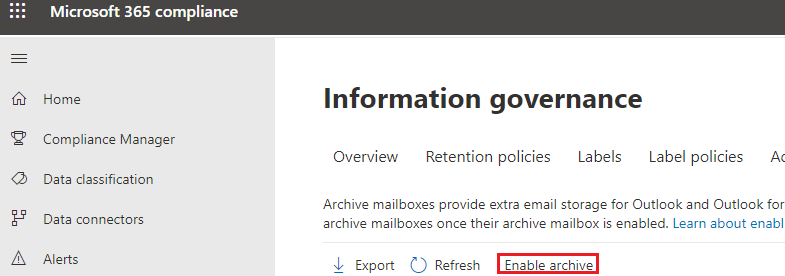 Microsoft 365 compliance
Home
Compliance Manager
Data classification
Data connectors
Alerts
Information governance
Overview Retention policies Labels Label policies
Archive mailboxes provide extra email storage for Outlook and Outlook for
archive mailboxes once their archive mailbox is enabled. Learn about
Export Refresh Enable archive